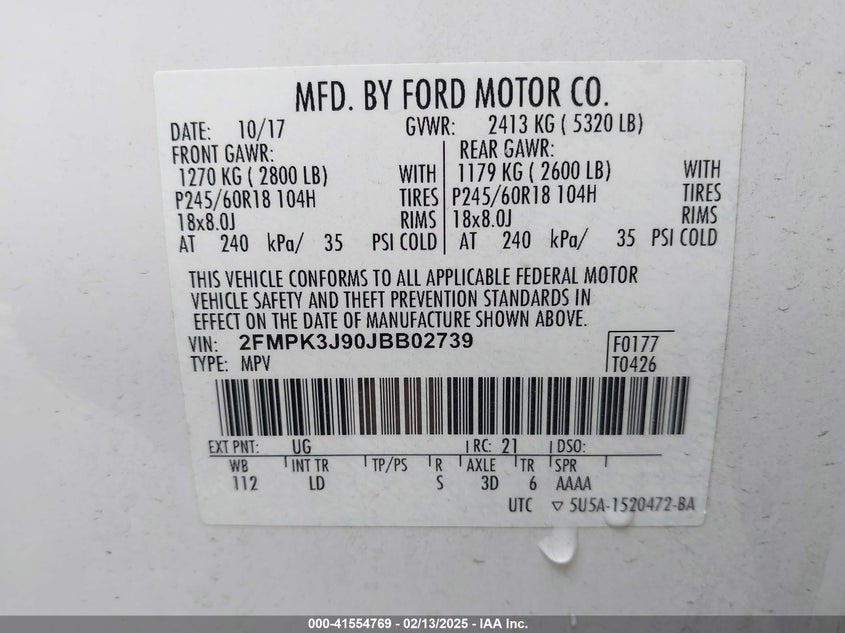 MFD. BY FORD MOTOR CO.
DATE: 10/17 GVWR: 2413 KG ( 5320 LB)
FRONT GAWR: REAR GAWR:
1270 KG ( 2800 LB) WITH 1179 KG ( 2600 LB) WITH
P245/60R18 104H TIRES P245/60R18 104H TIRES
18x8.0J RIMS 18x8.0J RIMS
AT 240 kPa/ 35 PSI COLD AT 240 kPa/ 35 PSI COLD
THIS VEHICLE CONFORMS TO ALL APPLICABLE FEDERAL MOTOR
VEHICLE SAFETY AND THEFT PREVENTION STANDARDS IN
EFFECT ON THE DATE OF MANUFACTURE SHOWN ABOVE.
VIN: 2FMPK3J90JBB02739 F0177
TYPE: MPV T0426
EXT PNT: UG RC: 21 DSO:
WB INT TR TP/PS R AXLE TR SPR
112 LD S 3D 6 AAAA
UTC ▽ 5U5A-1520472-BA
000-41554769 - 02/13/2025 - IAA Inc.